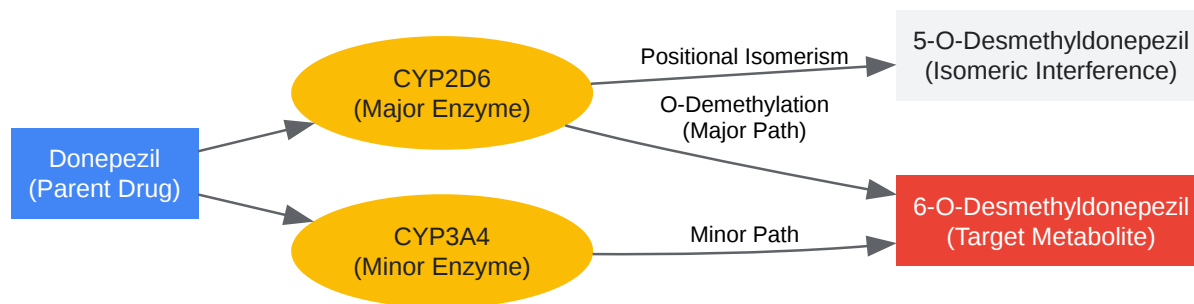 Donepezil
(Parent Drug)
CYP2D6
(Major Enzyme)
CYP3A4
(Minor Enzyme)
Positional Isomerism
O-Demethylation
(Major Path)
Minor Path
5-O-Desmethyldonepezil
(Isomeric Interference)
6-O-Desmethyldonepezil
(Target Metabolite)